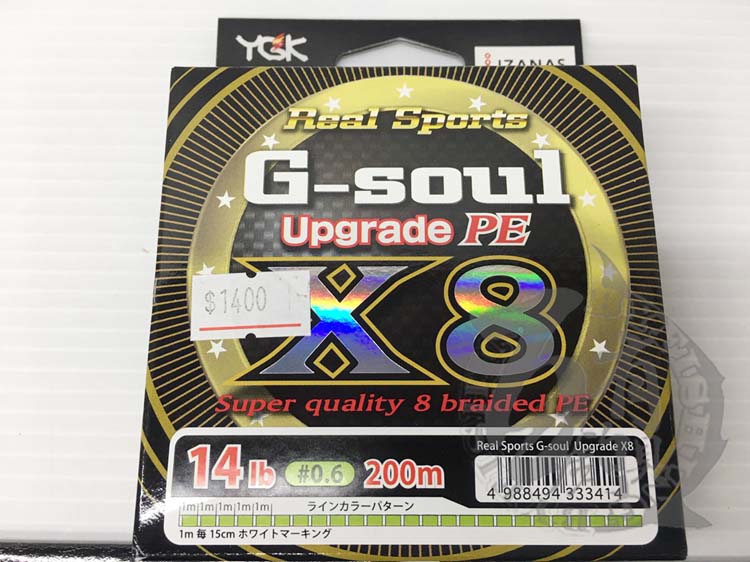 YGK
IZANAS
Real Sports
G-soul
Upgrade PE
$1400
X8
Super quality 8 braided PE
14lb #0.6 200m
Real Sports G-soul Upgrade X8
4 988494 333414
1m 1m 1m 1m 1m
ラインカラーパターン
1m 毎 15cm ホワイトマーキング